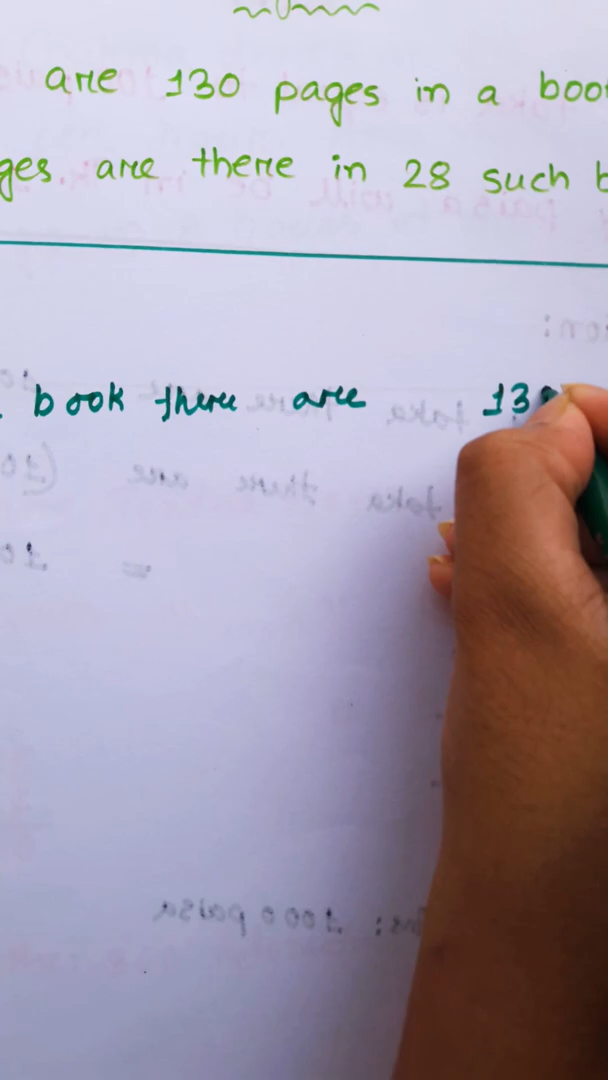 are 130 pages in a boo
ges are there in 28 such b
book there are 13